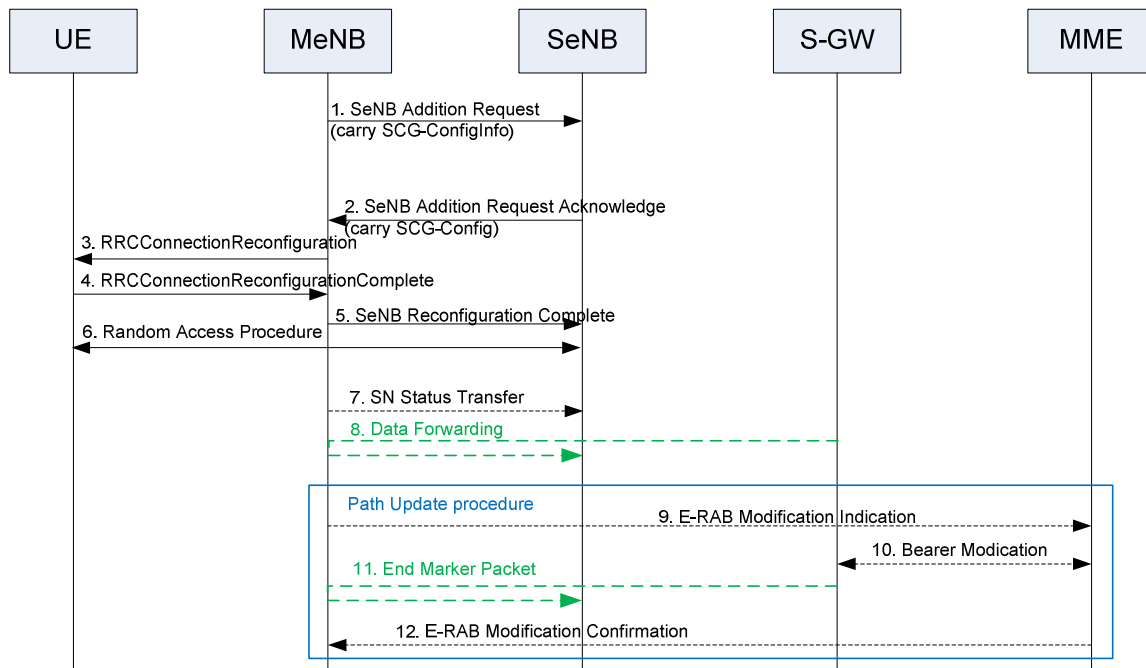 UE
MeNB
SeNB
S-GW
MME
1. SeNB Addition Request
(carry SCG-ConfigInfo)
2. SeNB Addition Request Acknowledge
(carry SCG-Config)
3. RRCConnectionReconfiguration
4. RRCConnectionReconfigurationComplete
5. SeNB Reconfiguration Complete
6. Random Access Procedure
7. SN Status Transfer
8. Data Forwarding
Path Update procedure
9. E-RAB Modification Indication
10. Bearer Modication
11. End Marker Packet
12. E-RAB Modification Confirmation